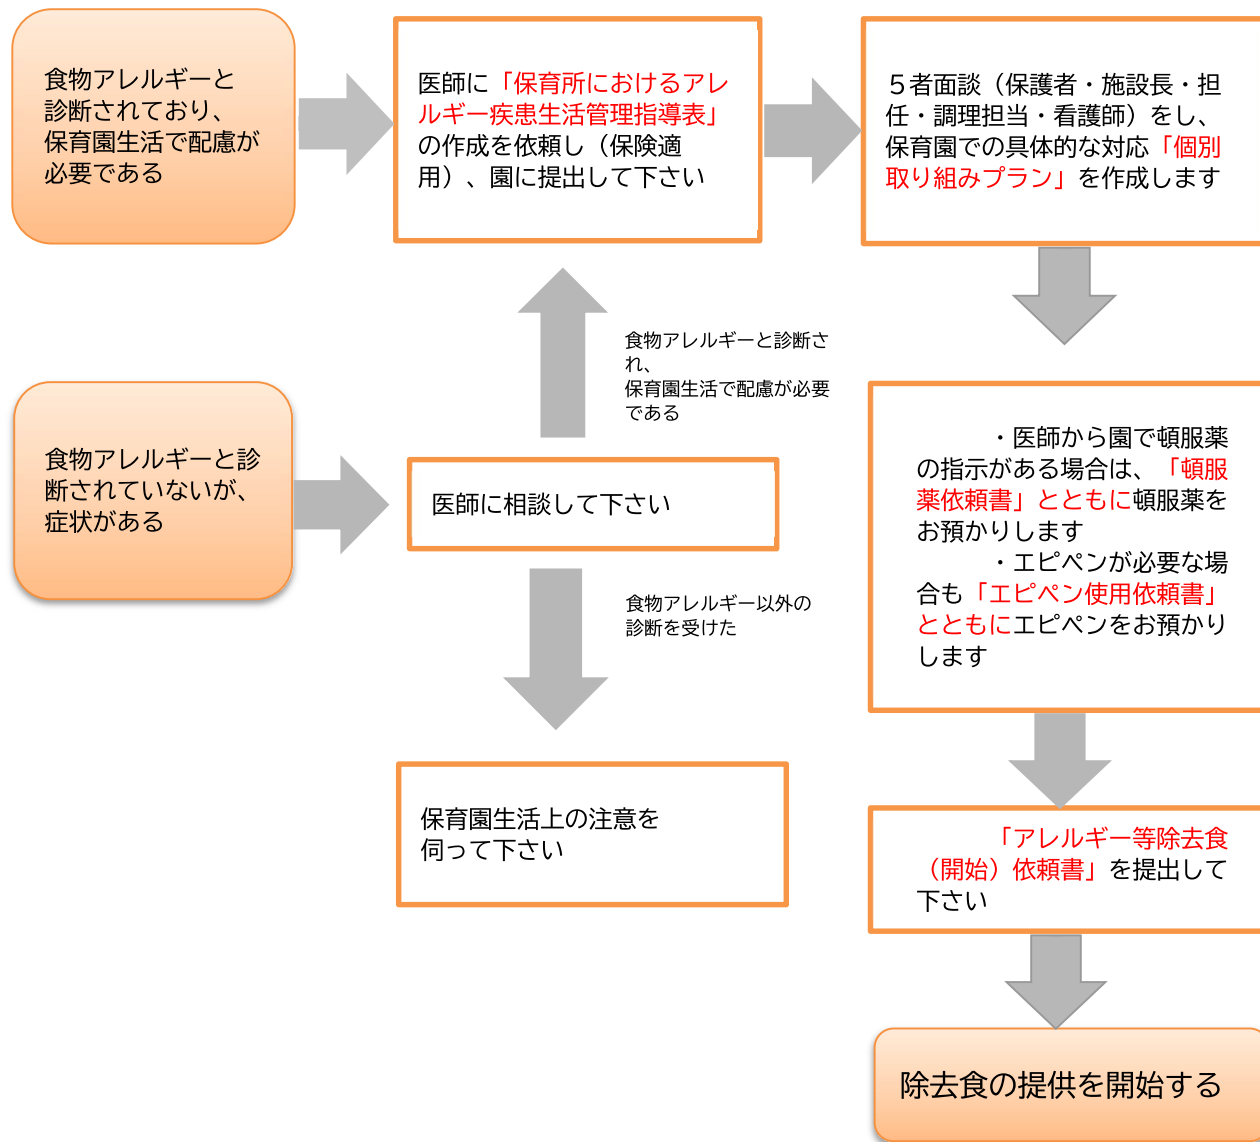 食物アレルギーと
診断されており、
保育園生活で配慮が
必要である
医師に「保育所におけるアレ
ルギー疾患生活管理指導表」
の作成を依頼し（保険適
用）、園に提出して下さい
５者面談（保護者・施設長・担
任・調理担当・看護師）をし、
保育園での具体的な対応「個別
取り組みプラン」を作成します
食物アレルギーと診断さ
れ、
保育園生活で配慮が必要
である
食物アレルギーと診
断されていないが、
症状がある
医師に相談して下さい
食物アレルギー以外の
診断を受けた
保育園生活上の注意を
伺って下さい
・医師から園で頓服薬
の指示がある場合は、「頓服
薬依頼書」とともに頓服薬を
お預かりします
・エピペンが必要な場
合も「エピペン使用依頼書」
とともにエピペンをお預かり
します
「アレルギー等除去食
（開始）依頼書」を提出して
下さい
除去食の提供を開始する